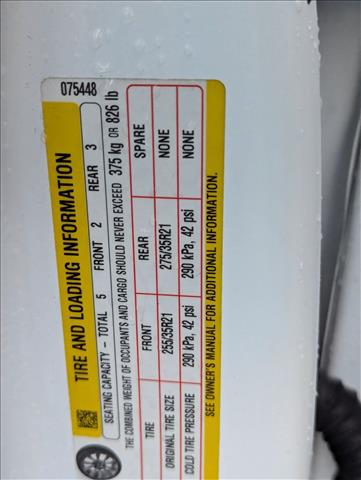 075448
TIRE AND LOADING INFORMATION
SEATING CAPACITY - TOTAL 5 FRONT 2 REAR 3
THE COMBINED WEIGHT OF OCCUPANTS AND CARGO SHOULD NEVER EXCEED 375 kg OR 826 lb
TIRE FRONT REAR SPARE
ORIGINAL TIRE SIZE 255/35R21 275/35R21 NONE
COLD TIRE PRESSURE 290 kPa, 42 psi 290 kPa, 42 psi NONE
SEE OWNER'S MANUAL FOR ADDITIONAL INFORMATION.